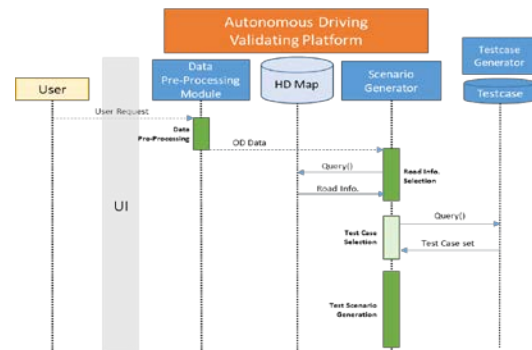 Autonomous Driving
Validating Platform
Testcase
Generator
User
Data
Pre-Processing
Module
HD Map
Scenario
Generator
Testcase
User Request
Data
Pre-Processing
OD Data
Query()
Road Info.
Selection
Road Info.
UI
Query()
Test Case
Selection
Test Case set
Test Scenario
Generation